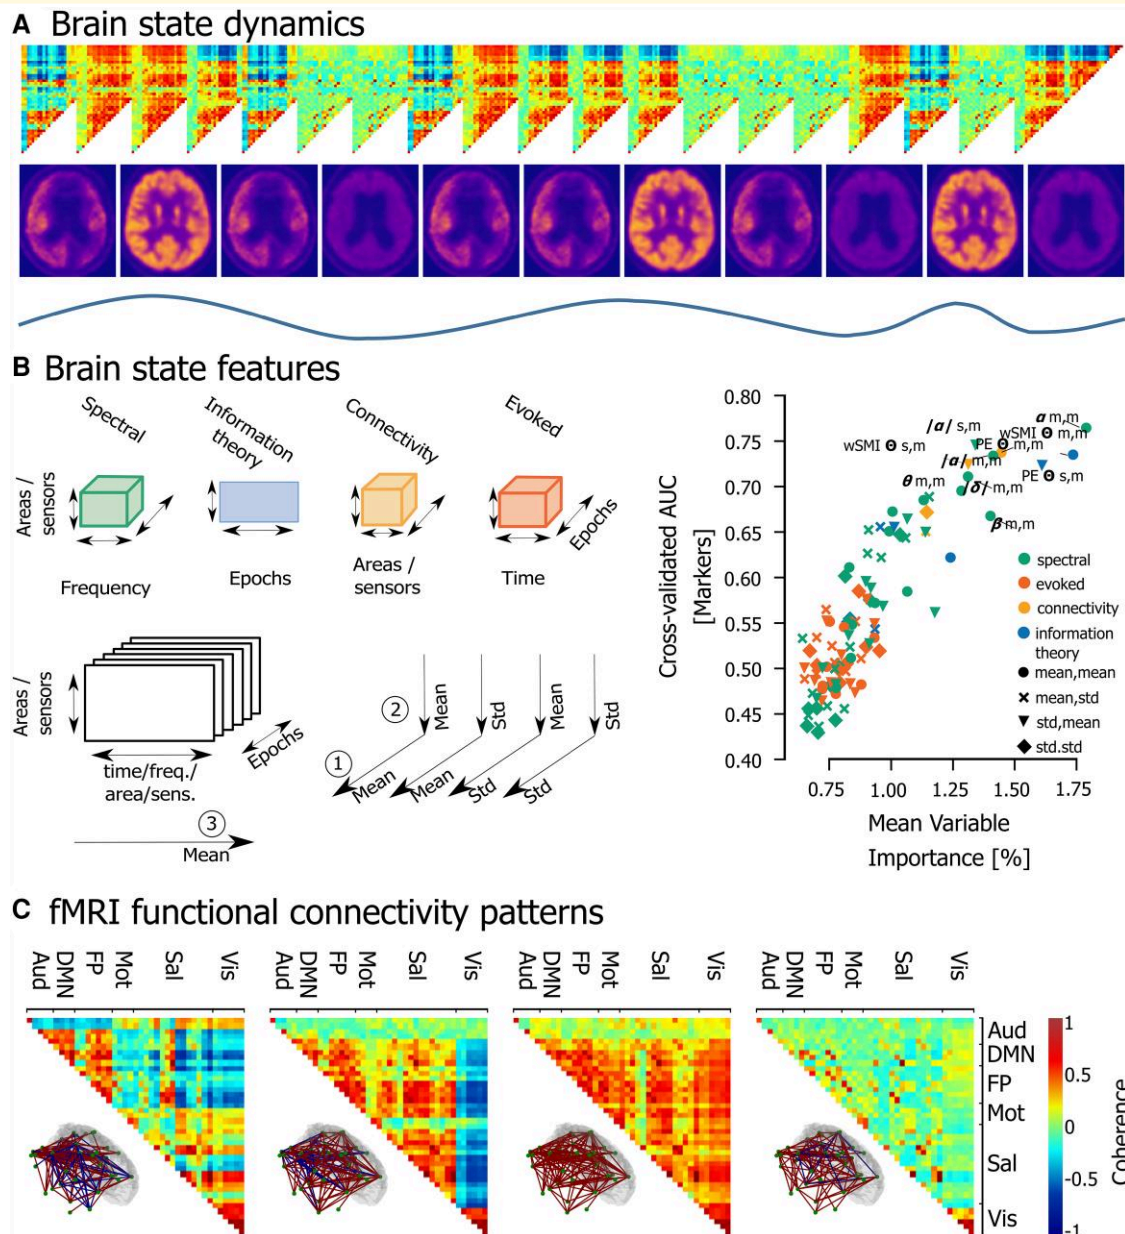 A Brain state dynamics
B Brain state features
Spectral
Information
theory
Connectivity
Evoked
Areas /
sensors
Frequency
Epochs
Areas /
sensors
Time
Epochs
Areas /
sensors
time/freq./
area/sens.
Epochs
3
Mean
2
1
Mean
Std
Mean
Std
Mean
Mean
Std
Std
Cross-validated AUC
[Markers]
0.80
0.75
0.70
0.65
0.60
0.55
0.50
0.45
0.40
0.75
1.00
1.25
1.50
1.75
Mean Variable
Importance [%]
α m,m
|α| s,m
wSMI Θ m,m
wSMI Θ s,m
PE Θ m,m
|α| m,m
PE Θ s,m
θ m,m
|δ| m,m
β m,m
spectral
evoked
connectivity
information
theory
mean,mean
mean,std
std,mean
std.std
C fMRI functional connectivity patterns
Aud DMN FP Mot Sal Vis
Aud DMN FP Mot Sal Vis
Aud DMN FP Mot Sal Vis
Aud DMN FP Mot Sal Vis
Aud
DMN
FP
Mot
Sal
Vis
1
0.5
0
-0.5
-1
Coherence